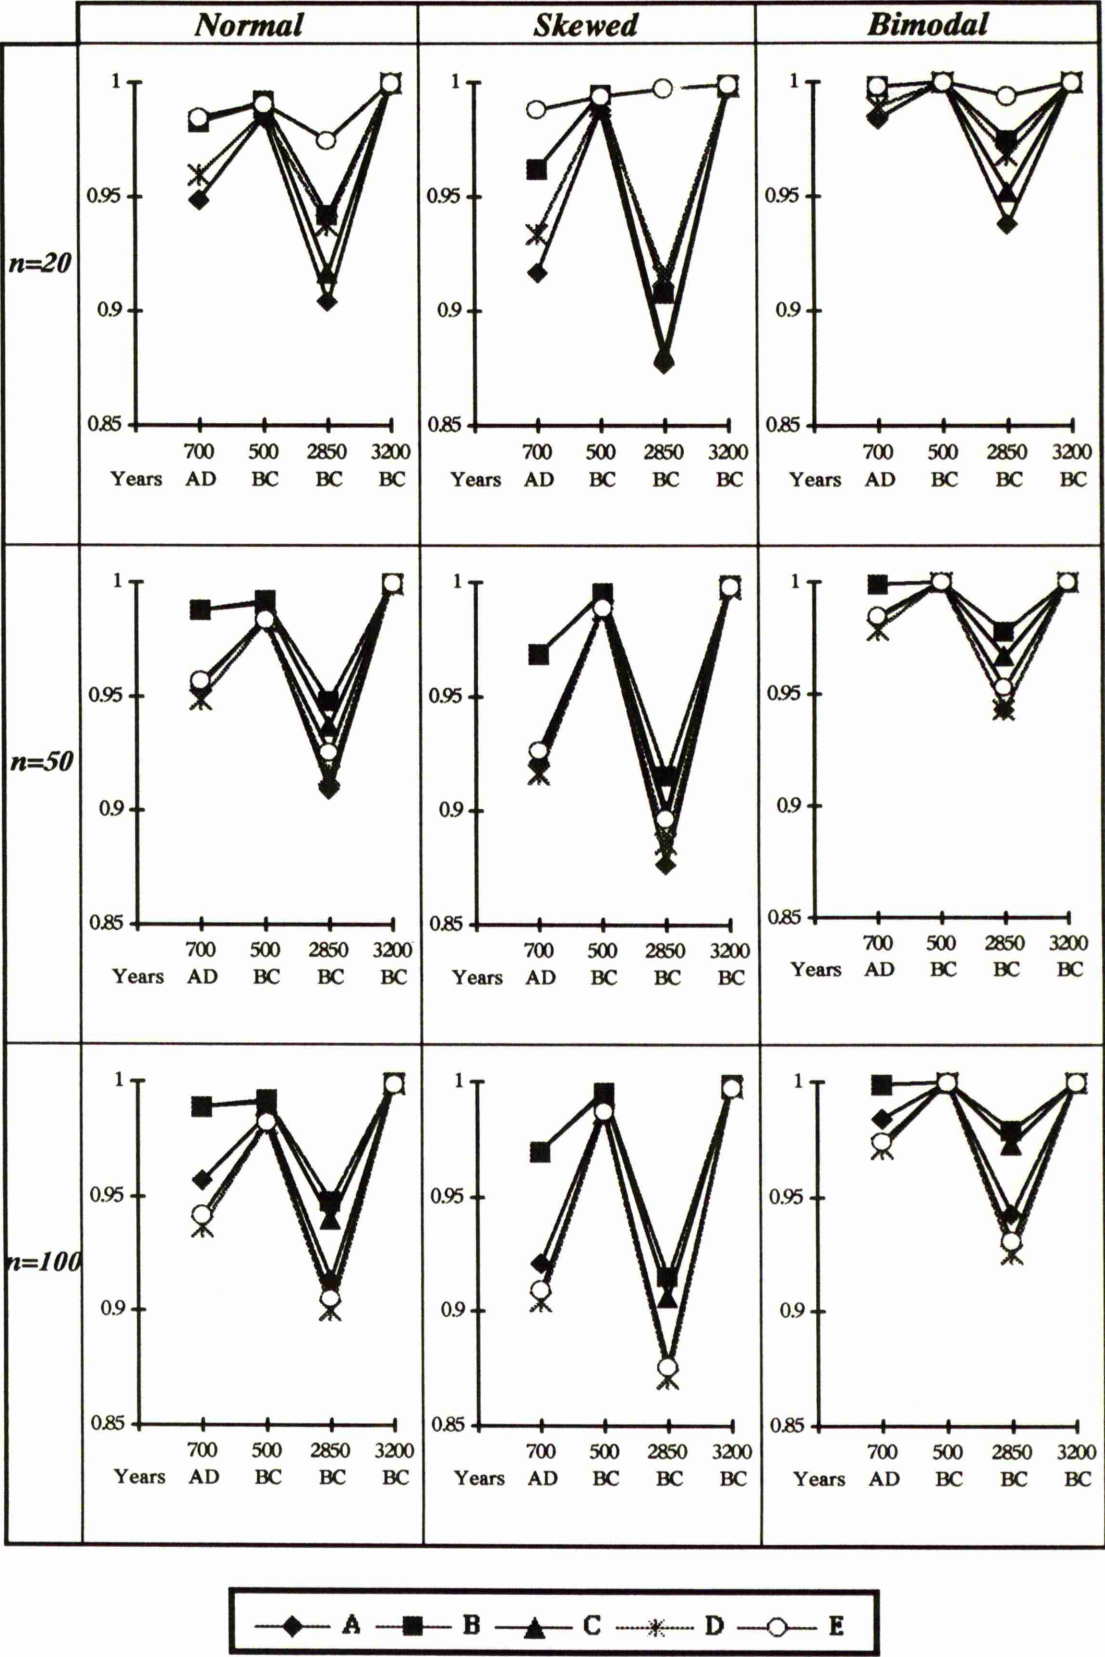 Normal Skewed Bimodal
n=20
1 1 1
0.95 0.95 0.95
0.9 0.9 0.9
0.85 0.85 0.85
700 500 2850 3200 700 500 2850 3200 700 500 2850 3200
Years AD BC BC BC Years AD BC BC BC Years AD BC BC BC
n=50
1 1 1
0.95 0.95 0.95
0.9 0.9 0.9
0.85 0.85 0.85
700 500 2850 3200 700 500 2850 3200 700 500 2850 3200
Years AD BC BC BC Years AD BC BC BC Years AD BC BC BC
n=100
1 1 1
0.95 0.95 0.95
0.9 0.9 0.9
0.85 0.85 0.85
700 500 2850 3200 700 500 2850 3200 700 500 2850 3200
Years AD BC BC BC Years AD BC BC BC Years AD BC BC BC
A B C D E